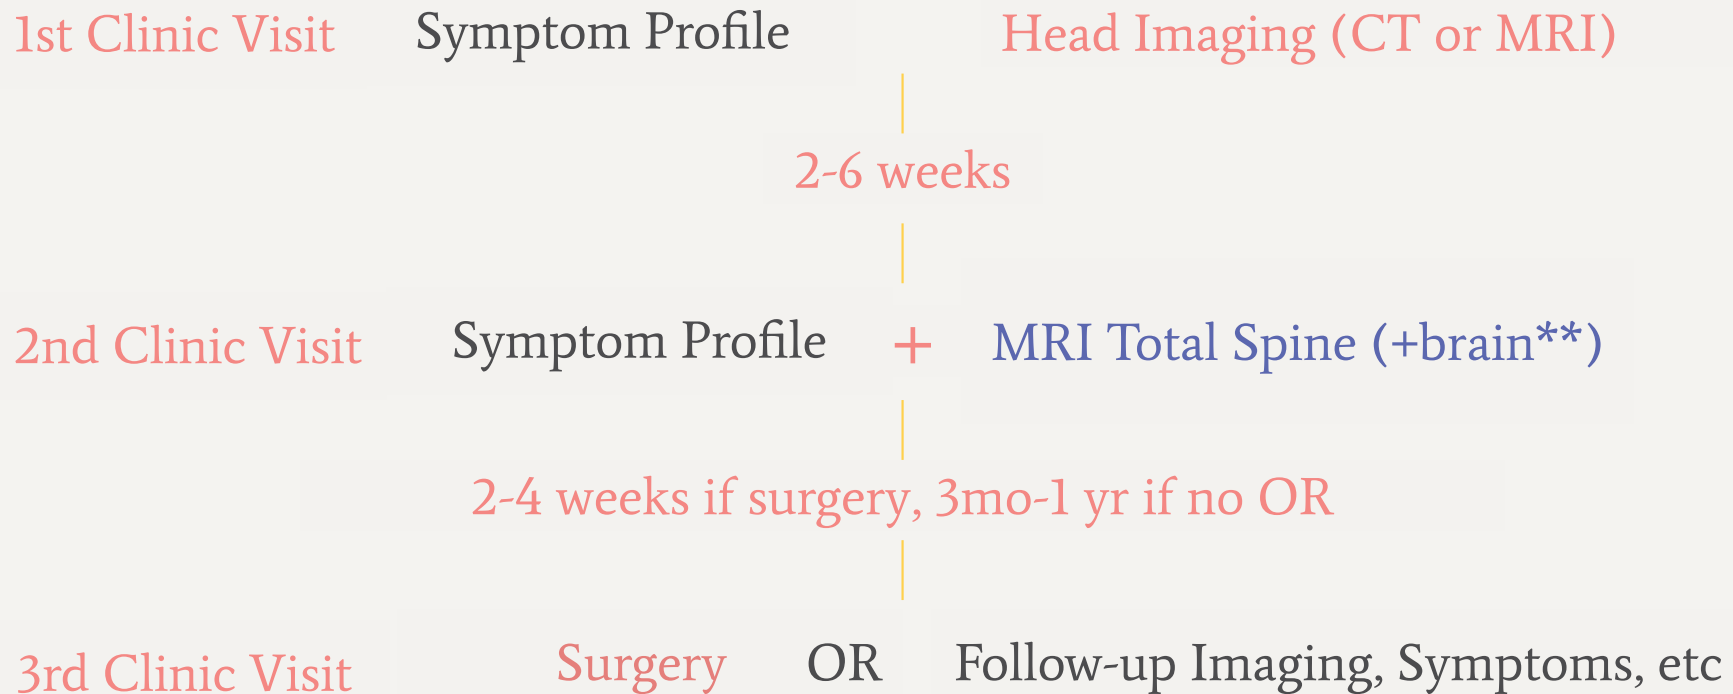 1st Clinic Visit Symptom Profile Head Imaging (CT or MRI)
2-6 weeks
2nd Clinic Visit Symptom Profile + MRI Total Spine (+brain**)
2-4 weeks if surgery, 3mo-1 yr if no OR
3rd Clinic Visit Surgery OR Follow-up Imaging, Symptoms, etc